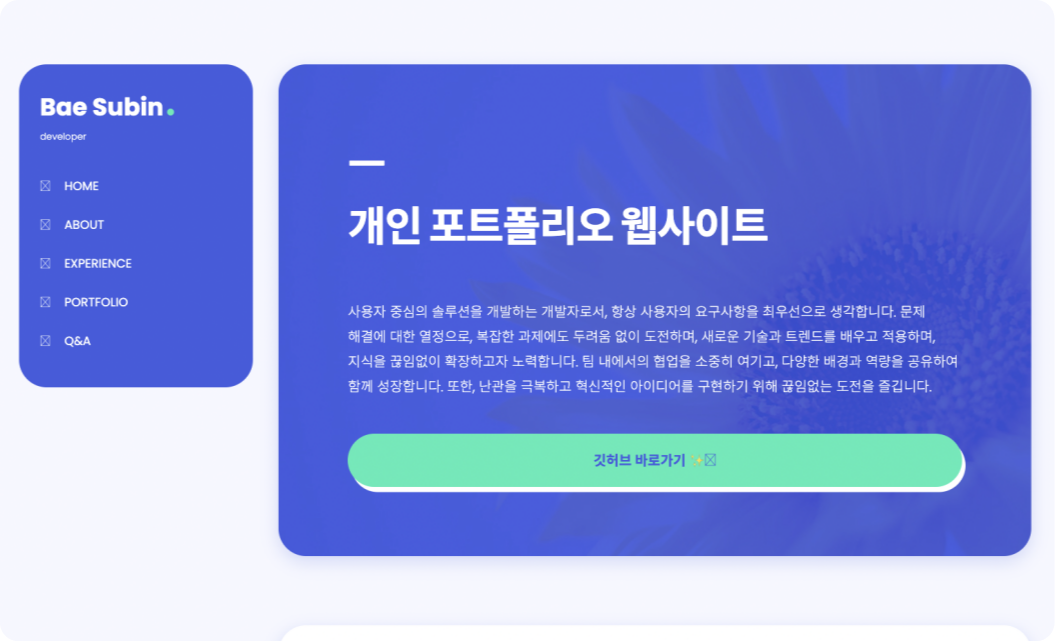 Bae Subin.
developer
HOME
ABOUT
EXPERIENCE
PORTFOLIO
Q&A
개인 포트폴리오 웹사이트
사용자 중심의 솔루션을 개발하는 개발자로서, 항상 사용자의 요구사항을 최우선으로 생각합니다. 문제
해결에 대한 열정으로, 복잡한 과제에도 두려움 없이 도전하며, 새로운 기술과 트렌드를 배우고 적용하며,
지식을 끊임없이 확장하고자 노력합니다. 팀 내에서의 협업을 소중히 여기고, 다양한 배경과 역량을 공유하여
함께 성장합니다. 또한, 난관을 극복하고 혁신적인 아이디어를 구현하기 위해 끊임없는 도전을 즐깁니다.
깃허브 바로가기 ✨